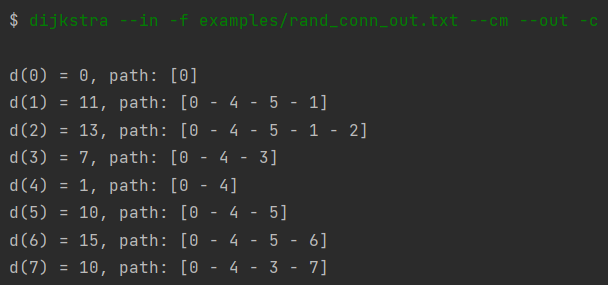 $ dijkstra --in -f examples/rand_conn_out.txt --cm --out -c
d(0) = 0, path: [0]
d(1) = 11, path: [0 - 4 - 5 - 1]
d(2) = 13, path: [0 - 4 - 5 - 1 - 2]
d(3) = 7, path: [0 - 4 - 3]
d(4) = 1, path: [0 - 4]
d(5) = 10, path: [0 - 4 - 5]
d(6) = 15, path: [0 - 4 - 5 - 6]
d(7) = 10, path: [0 - 4 - 3 - 7]